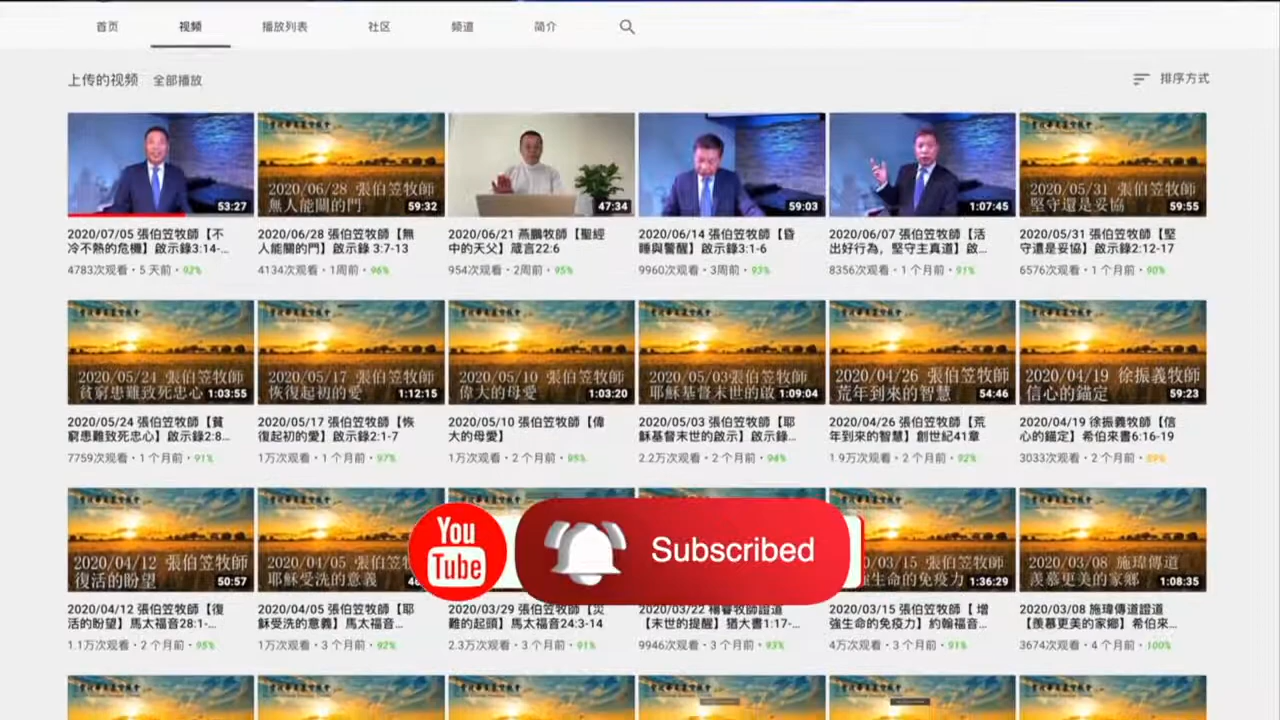 首页 视频 播放列表 社区 频道 简介
上传的视频 全部播放 排序方式
53:27
2020/06/28 張伯笠牧師
無人能關的門 59:32
47:34
59:03
1:07:45
2020/05/31 張伯笠牧師
堅守還是妥協 59:55
2020/07/05 張伯笠牧師【不
冷不熱的危機】啟示錄3:14-...
4783次观看・5 天前・92%
2020/06/28 張伯笠牧師【無
人能關的門】啟示錄 3:7-13
4134次观看・1周前・96%
2020/06/21 燕鵬牧師【聖經
中的天父】箴言22:6
954次观看・2周前・95%
2020/06/14 張伯笠牧師【昏
睡與警醒】啟示錄3:1-6
9960次观看・3周前・93%
2020/06/07 張伯笠牧師【活
出好行為，堅守主真道】啟...
8356次观看・1 个月前・91%
2020/05/31 張伯笠牧師【堅
守還是妥協】啟示錄2:12-17
6576次观看・1 个月前・90%
2020/05/24 張伯笠牧師
貧窮患難致死忠心 1:03:55
2020/05/17 張伯笠牧師
恢復起初的愛 1:12:15
2020/05/10 張伯笠牧師
偉大的母愛 1:03:20
2020/05/03張伯笠牧師
耶穌基督末世的啟 1:09:04
2020/04/26 張伯笠牧師
荒年到來的智慧 54:46
2020/04/19 徐振義牧師
信心的錨定 59:23
2020/05/24 張伯笠牧師【貧
窮患難致死忠心】啟示錄2:8...
7759次观看・1 个月前・91%
2020/05/17 張伯笠牧師【恢
復起初的愛】啟示錄2:1-7
1万次观看・1 个月前・97%
2020/05/10 張伯笠牧師【偉
大的母愛】
1万次观看・2 个月前・95%
2020/05/03 張伯笠牧師【耶
穌基督末世的啟示】啟示錄...
2.2万次观看・2 个月前・94%
2020/04/26 張伯笠牧師【荒
年到來的智慧】創世紀41章
1.9万次观看・2 个月前・92%
2020/04/19 徐振義牧師【信
心的錨定】希伯來書6:16-19
3033次观看・2 个月前・89%
2020/04/12 張伯笠牧師
復活的盼望 50:57
2020/04/05 張伯笠牧師
耶穌受洗的意義
You
Tube
Subscribed
03/15 張伯笠牧師
強生命的免疫力 1:36:29
2020/03/08 施瑋傳道
羨慕更美的家鄉 1:08:35
2020/04/12 張伯笠牧師【復
活的盼望】馬太福音28:1-...
1.1万次观看・2 个月前・95%
2020/04/05 張伯笠牧師【耶
穌受洗的意義】馬太福音...
1万次观看・3 个月前・92%
2020/03/29 張伯笠牧師【災
難的起頭】馬太福音24:3-14
2.3万次观看・3 个月前・91%
2020/03/22 楊睿牧師證道
【末世的提醒】猶大書1:17-...
9946次观看・3 个月前・93%
2020/03/15 張伯笠牧師【 增
強生命的免疫力】約翰福音...
4万次观看・3 个月前・91%
2020/03/08 施瑋傳道證道
【羨慕更美的家鄉】希伯來...
3674次观看・4 个月前・100%